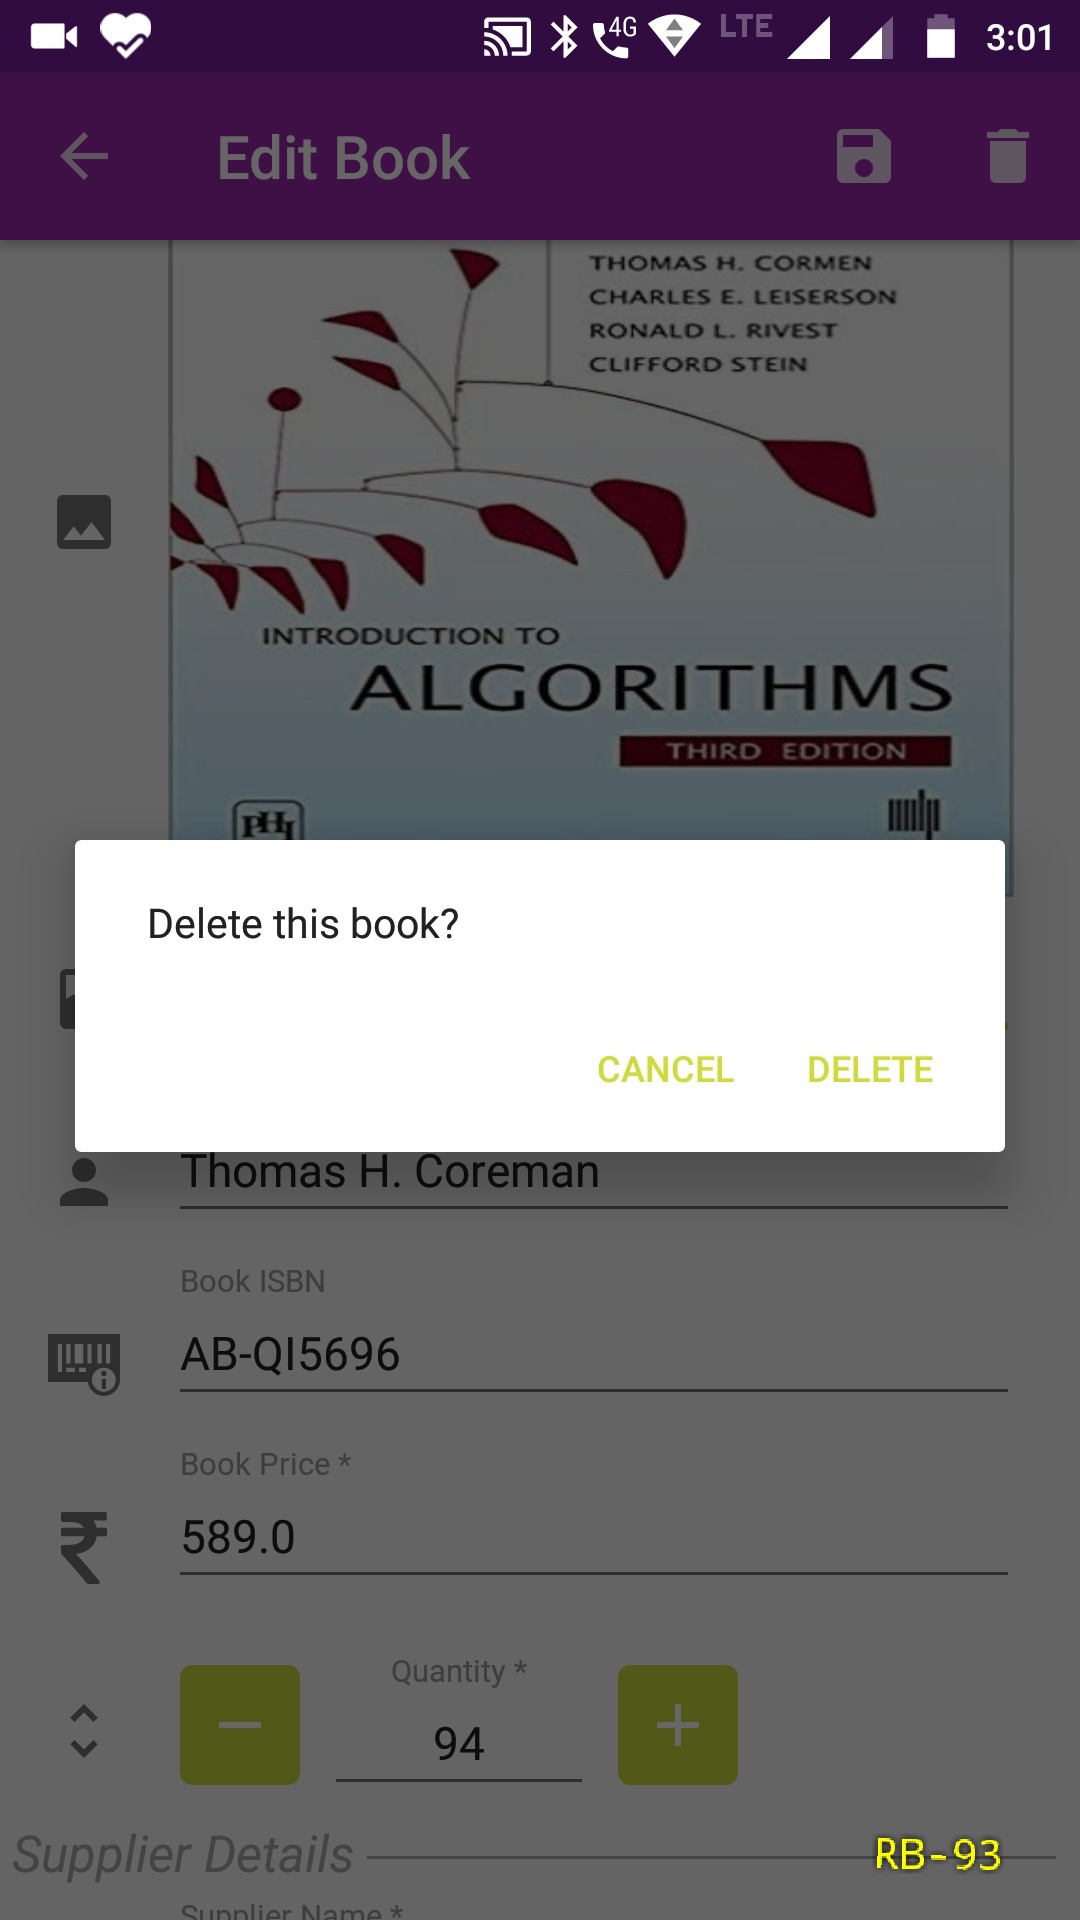 4G LTE 3:01
Edit Book
THOMAS H. CORMEN
CHARLES E. LEISERSON
RONALD L. RIVEST
CLIFFORD STEIN
INTRODUCTION TO
ALGORITHMS
THIRD EDITION
PHI
Delete this book?
CANCEL DELETE
Thomas H. Coreman
Book ISBN
AB-QI5696
Book Price *
₹ 589.0
Quantity *
94
Supplier Details
RB-93
Supplier Name *